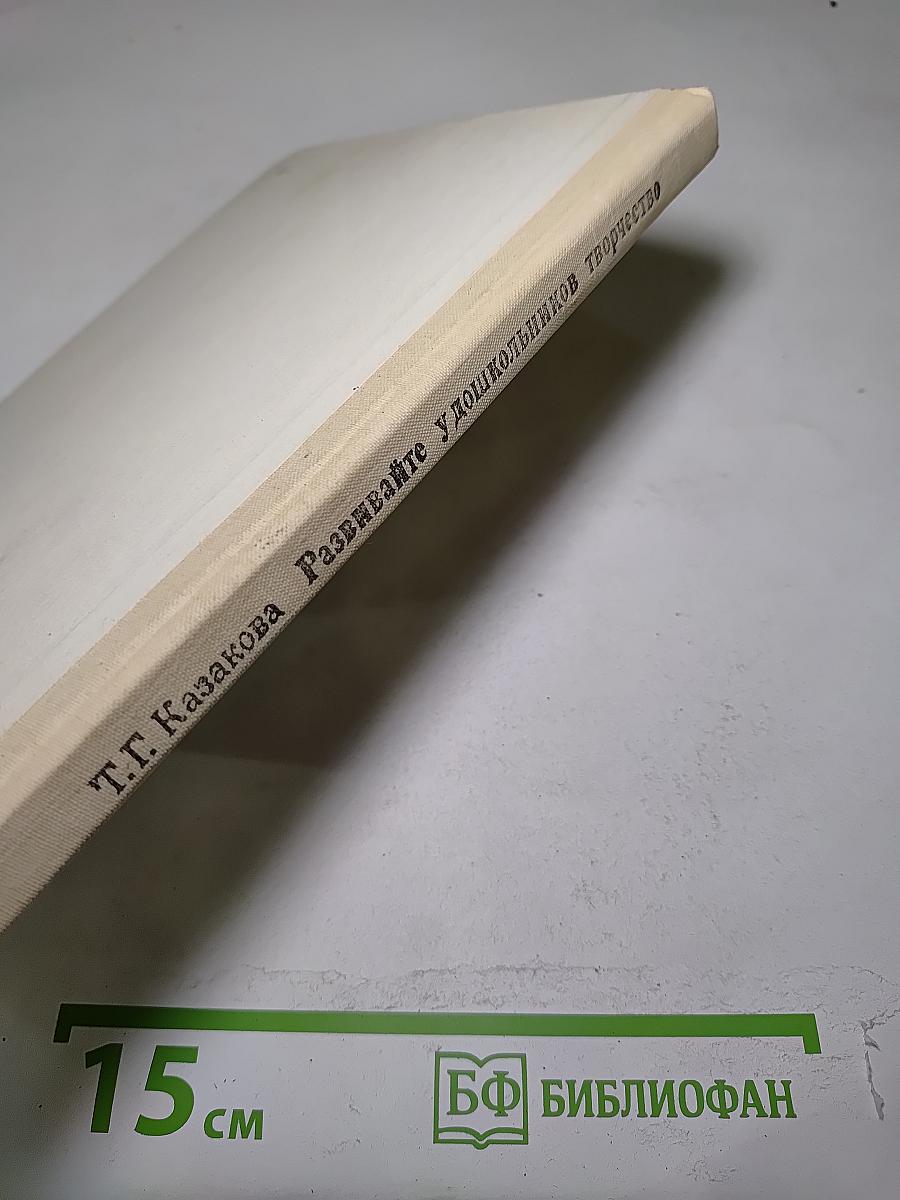 Т.Г. Казакова Развивайте у дошкольников творчество
15 см
БФ БИБЛИОФАН